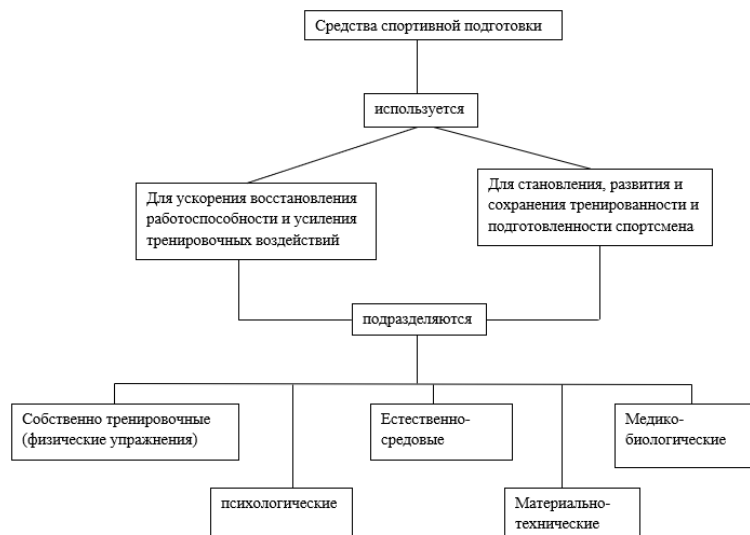 Средства спортивной подготовки
используется
Для ускорения восстановления
работоспособности и усиления
тренировочных воздействий
Для становления, развития и
сохранения тренированности и
подготовленности спортсмена
подразделяются
Собственно тренировочные
(физические упражнения)
Естественно-
средовые
Медико-
биологические
психологические
Материально-
технические